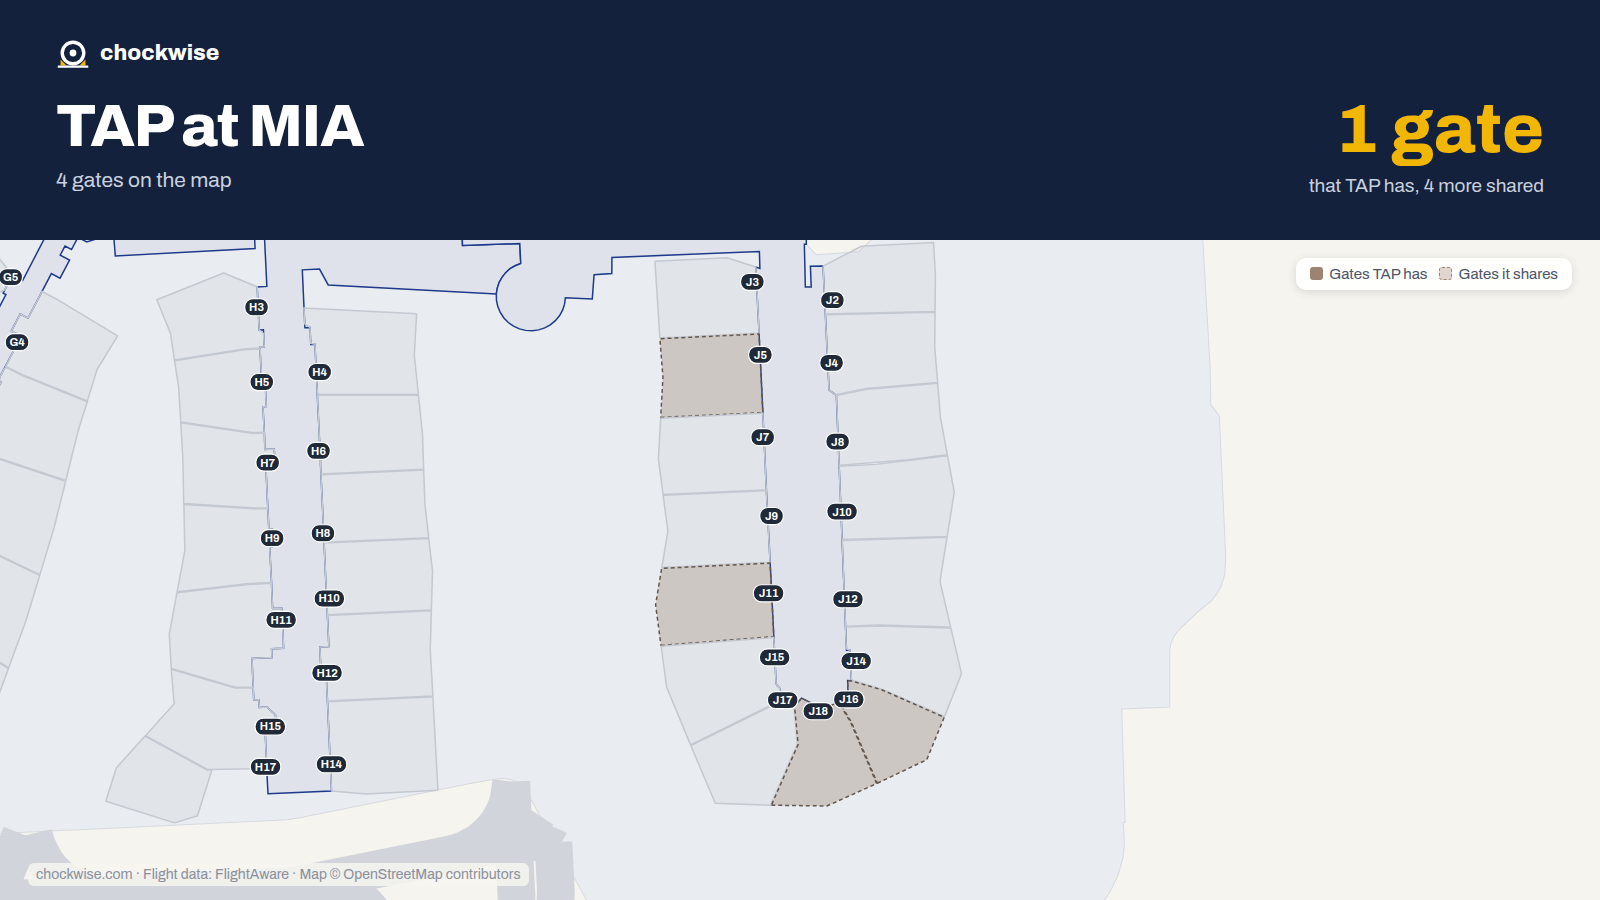 chockwise
TAP at MIA
4 gates on the map
1 gate
that TAP has, 4 more shared
Gates TAP has
Gates it shares
G5
G4
H3
H5
H4
H6
H7
H9
H8
H10
H11
H12
H15
H17
H14
J3
J2
J5
J4
J7
J8
J9
J10
J11
J12
J15
J14
J17
J16
J18
chockwise.com · Flight data: FlightAware · Map © OpenStreetMap contributors